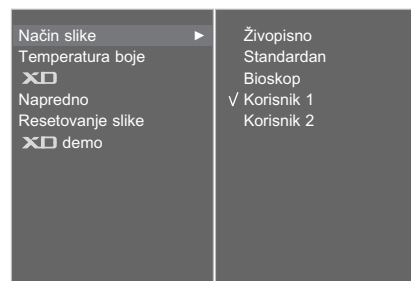 Način slike ►
Temperatura boje
XD
Napredno
Resetovanje slike
XD demo
Živopisno
Standardan
Bioskop
√ Korisnik 1
Korisnik 2